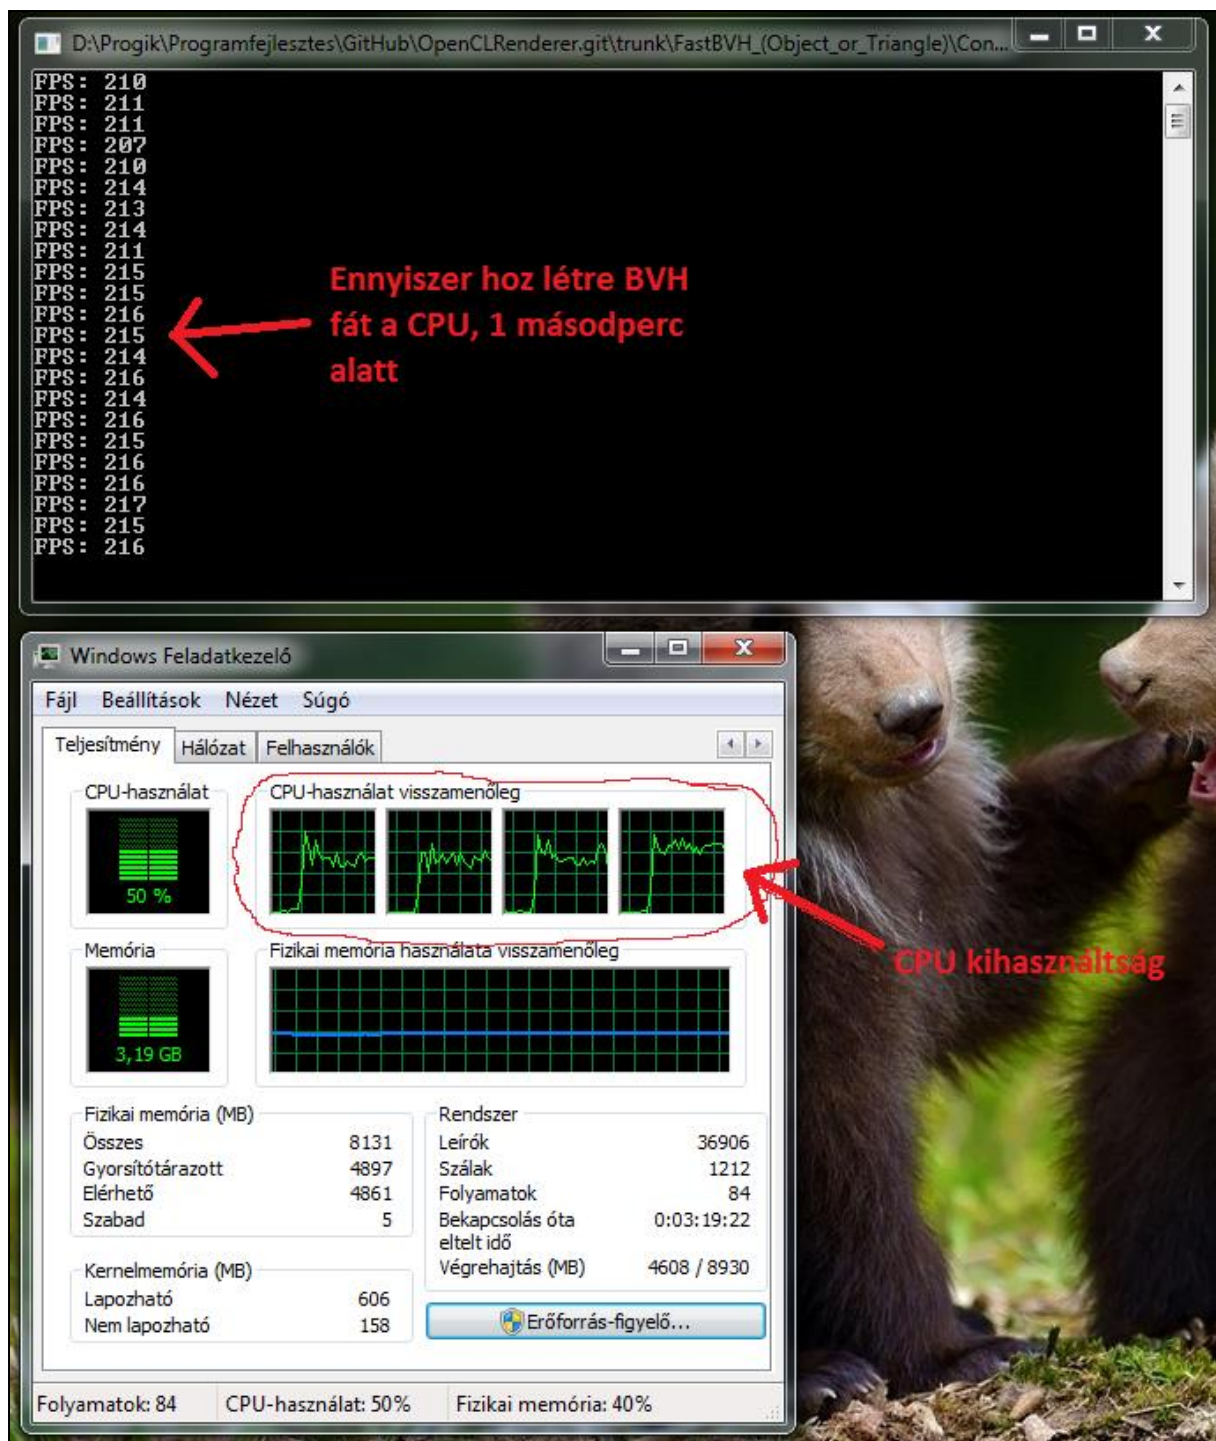 D:\Progik\Programfejlesztes\GitHub\OpenCLRenderer.git\trunk\FastBVH_(Object_or_Triangle)\Con...
FPS: 210
FPS: 211
FPS: 211
FPS: 207
FPS: 210
FPS: 214
FPS: 213
FPS: 214
FPS: 211
FPS: 215
FPS: 215
FPS: 216
FPS: 215
FPS: 214
FPS: 216
FPS: 214
FPS: 216
FPS: 215
FPS: 216
FPS: 216
FPS: 217
FPS: 215
FPS: 216
Ennyiszer hoz létre BVH
fát a CPU, 1 másodperc
alatt
Windows Feladatkezelő
Fájl Beállítások Nézet Súgó
Teljesítmény Hálózat Felhasználók
CPU-használat CPU-használat visszamenőleg
50 %
Memória Fizikai memória használata visszamenőleg
CPU kihasználtság
3,19 GB
Fizikai memória (MB)
Összes 8131
Gyorsítótárazott 4897
Elérhető 4861
Szabad 5
Kernelmemória (MB)
Lapozható 606
Nem lapozható 158
Rendszer
Leírók 36906
Szálak 1212
Folyamatok 84
Bekapcsolás óta 0:03:19:22
eltelt idő
Végrehajtás (MB) 4608 / 8930
Erőforrás-figyelő...
Folyamatok: 84 CPU-használat: 50% Fizikai memória: 40%